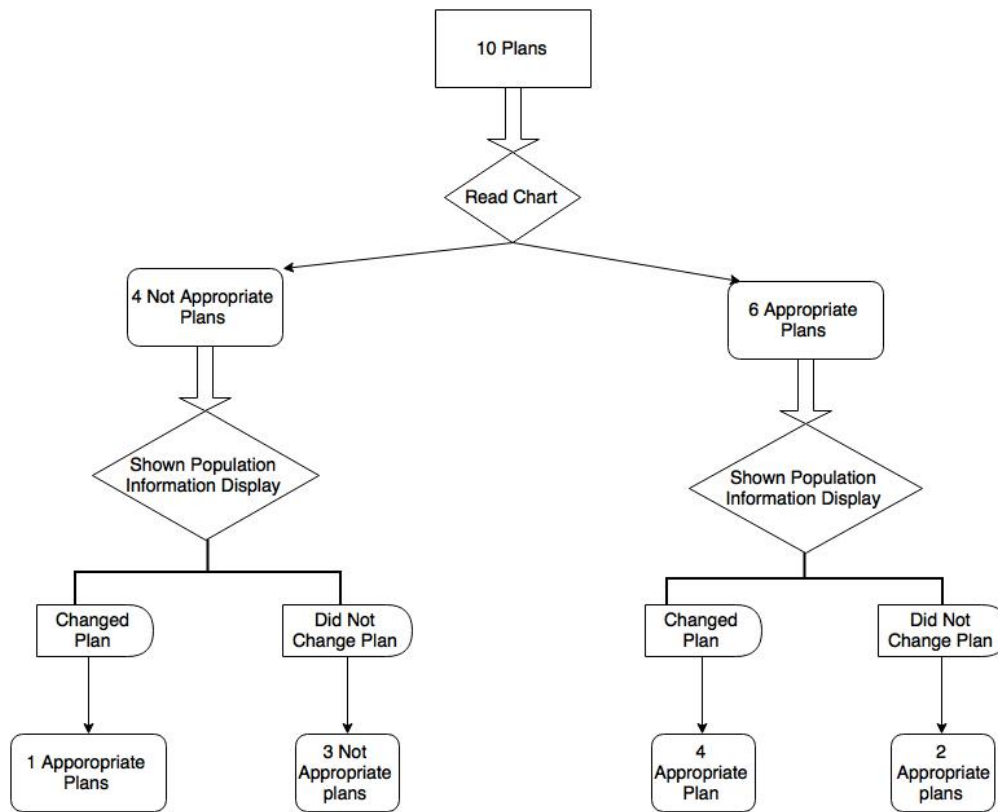 10 Plans
Read Chart
4 Not Appropriate
Plans
6 Appropriate
Plans
Shown Population
Information Display
Shown Population
Information Display
Changed
Plan
Did Not
Change Plan
Changed
Plan
Did Not
Change Plan
1 Apporopriate
Plans
3 Not
Appropriate
plans
4
Appropriate
Plan
2
Appropriate
plans